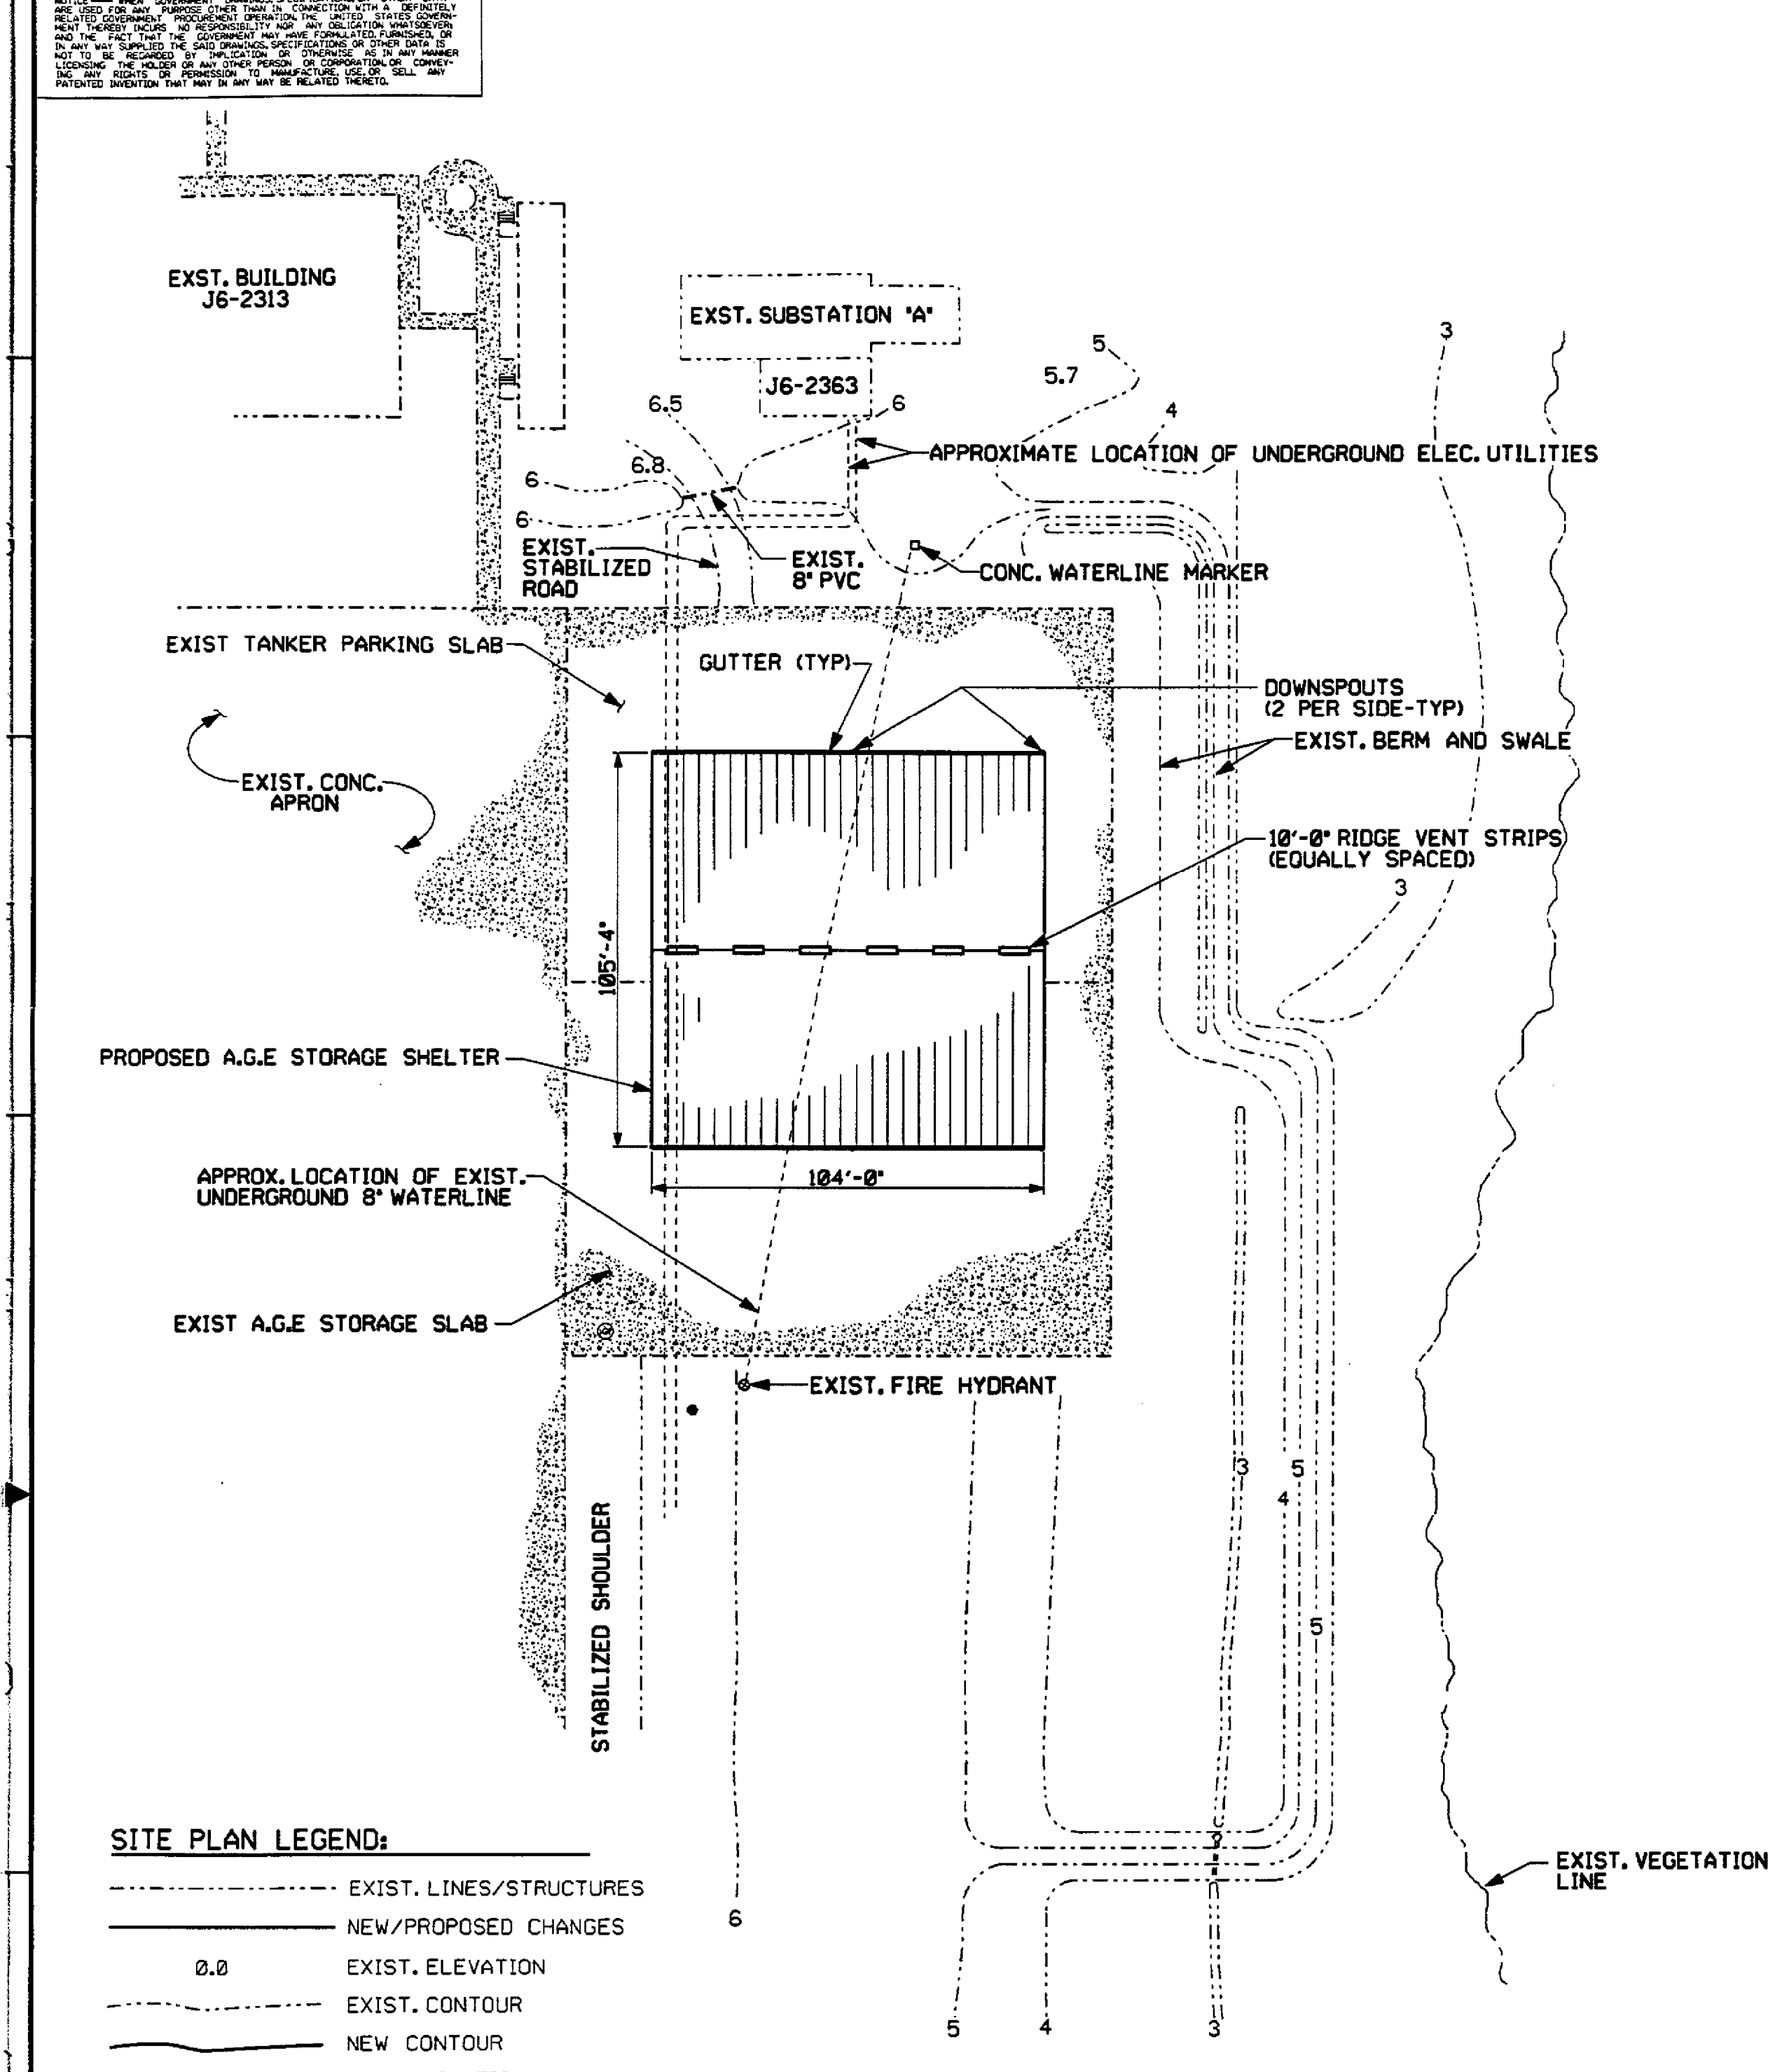 ARE USED FOR ANY PURPOSE OTHER THAN IN CONNECTION WITH A DEFINITELY
RELATED GOVERNMENT PROCUREMENT OPERATION, THE UNITED STATES GOVERN-
MENT THEREBY INCURS NO RESPONSIBILITY NOR ANY OBLIGATION WHATSOEVER;
AND THE FACT THAT THE GOVERNMENT MAY HAVE FORMULATED, FURNISHED, OR
IN ANY WAY SUPPLIED THE SAID DRAWINGS, SPECIFICATIONS OR OTHER DATA IS
NOT TO BE REGARDED BY IMPLICATION OR OTHERWISE AS IN ANY MANNER
LICENSING THE HOLDER OR ANY OTHER PERSON OR CORPORATION, OR CONVEY-
ING ANY RIGHTS OR PERMISSION TO MANUFACTURE, USE, OR SELL ANY
PATENTED INVENTION THAT MAY IN ANY WAY BE RELATED THERETO.
EXST. BUILDING
J6-2313
EXST. SUBSTATION "A"
J6-2363
3
5
5.7
4
6.5
6
6.8
6
6
APPROXIMATE LOCATION OF UNDERGROUND ELEC. UTILITIES
EXIST.
STABILIZED
ROAD
EXIST.
8" PVC
CONC. WATERLINE MARKER
EXIST TANKER PARKING SLAB
GUTTER (TYP)
DOWNSPOUTS
(2 PER SIDE-TYP)
EXIST. BERM AND SWALE
EXIST. CONC.
APRON
10'-0" RIDGE VENT STRIPS
(EQUALLY SPACED)
3
105'-4"
PROPOSED A.G.E STORAGE SHELTER
104'-0"
APPROX. LOCATION OF EXIST.
UNDERGROUND 8" WATERLINE
EXIST A.G.E STORAGE SLAB
EXIST. FIRE HYDRANT
3
5
4
5
STABILIZED SHOULDER
EXIST. VEGETATION
LINE
6
5
4
3
SITE PLAN LEGEND:
EXIST. LINES/STRUCTURES
NEW/PROPOSED CHANGES
0.0 EXIST. ELEVATION
EXIST. CONTOUR
NEW CONTOUR